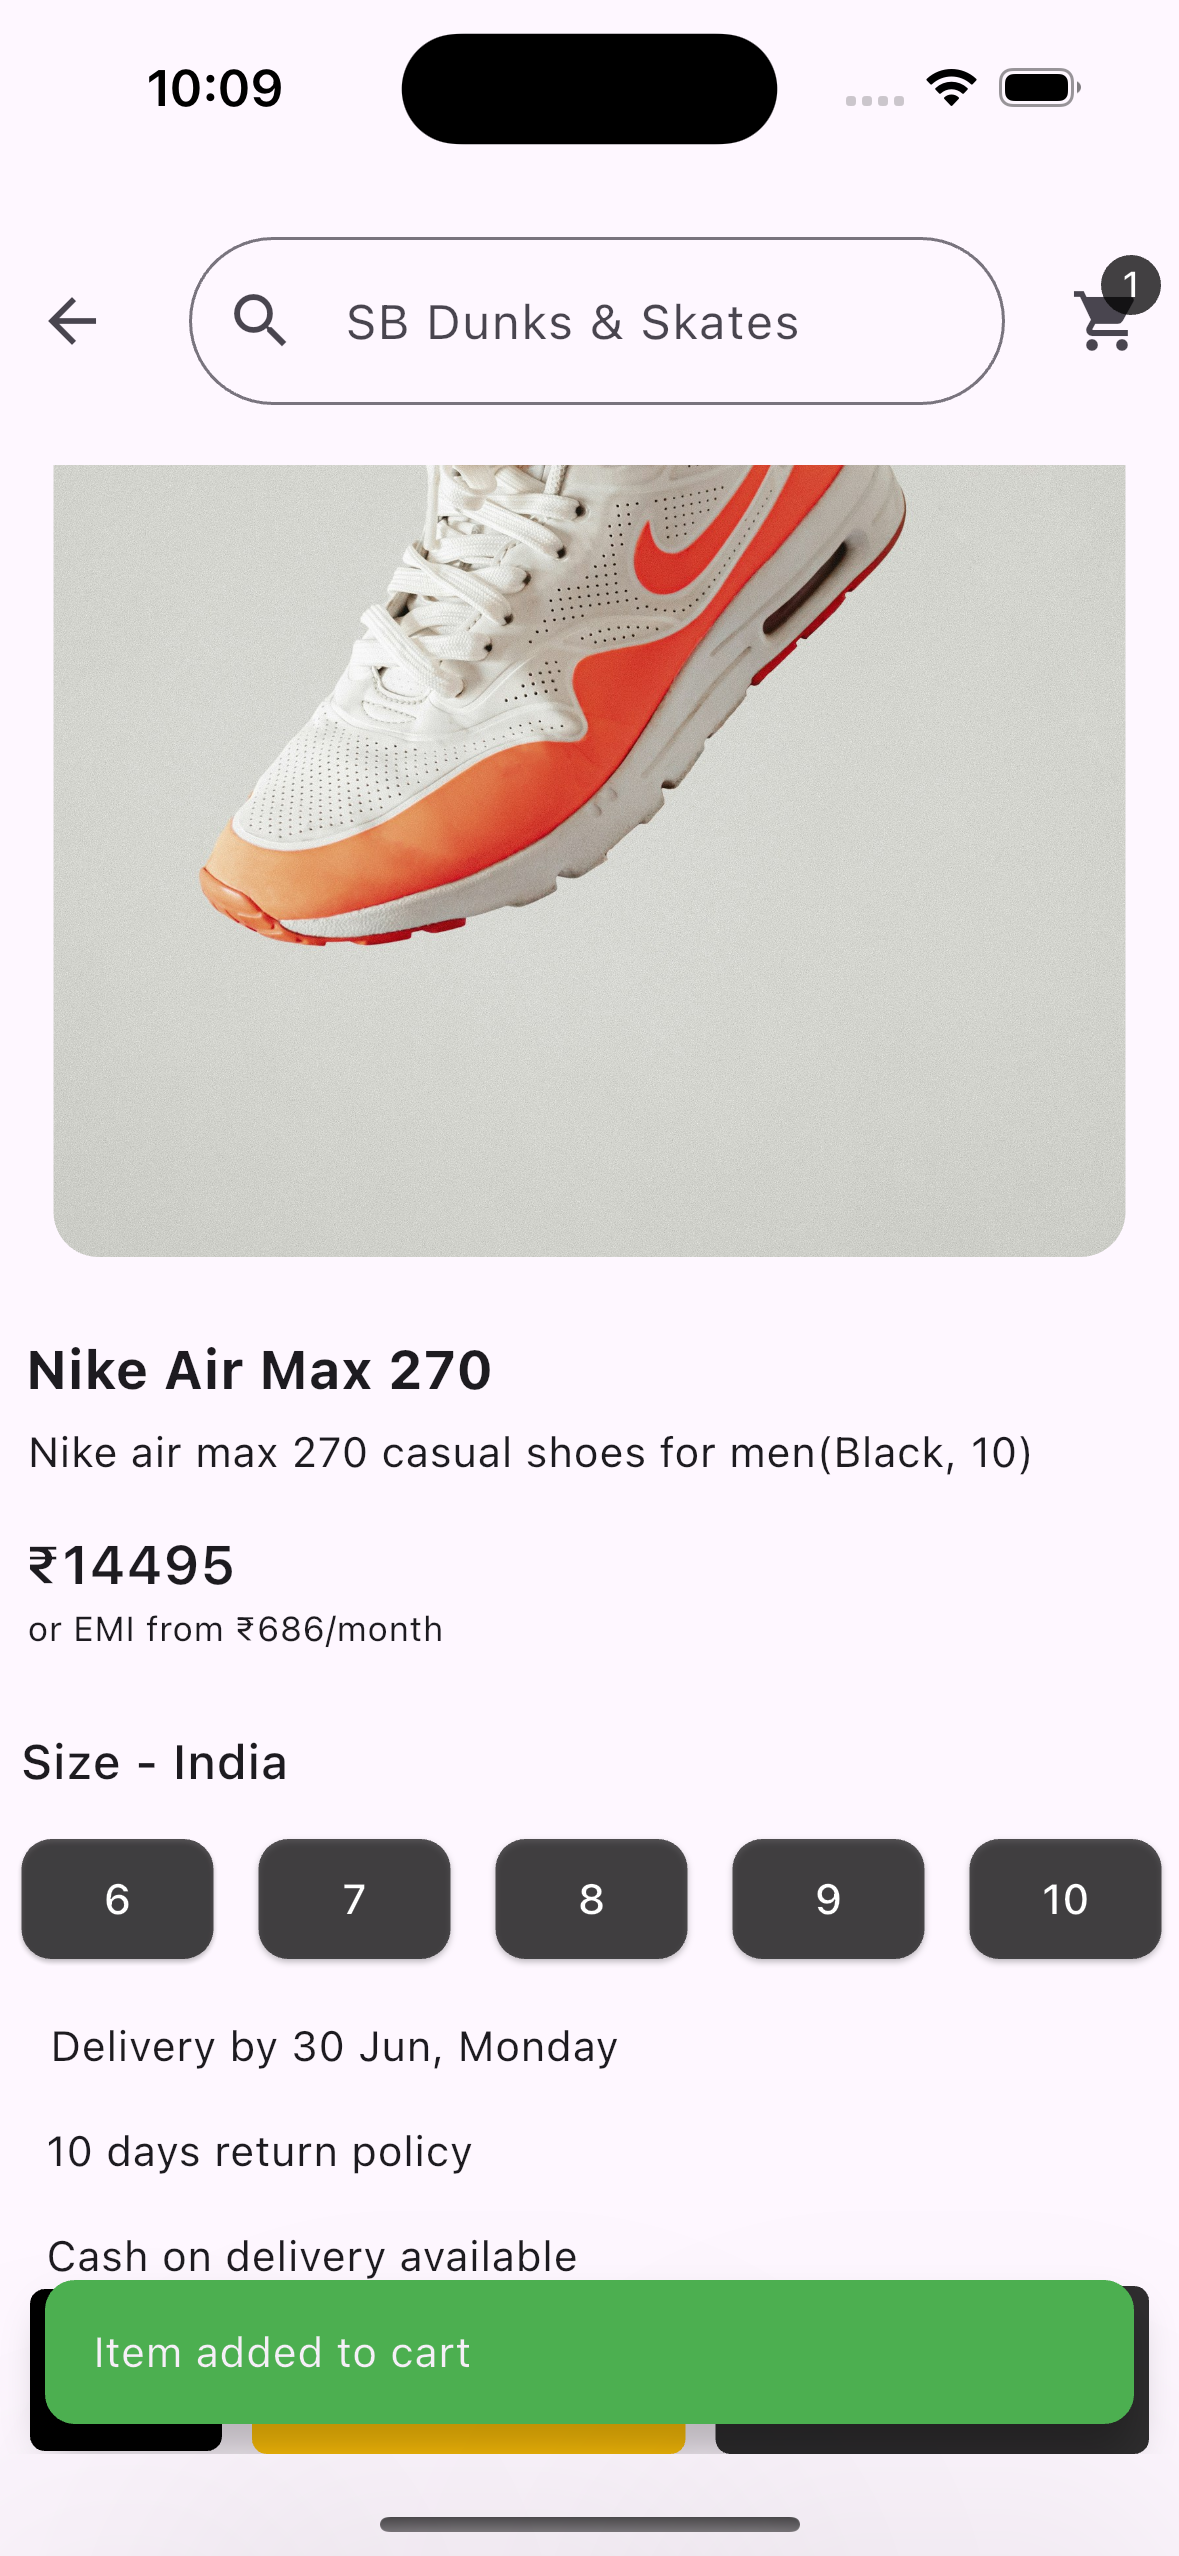 10:09
SB Dunks & Skates
1
Nike Air Max 270
Nike air max 270 casual shoes for men(Black, 10)
₹14495
or EMI from ₹686/month
Size - India
6 7 8 9 10
Delivery by 30 Jun, Monday
10 days return policy
Cash on delivery available
Item added to cart